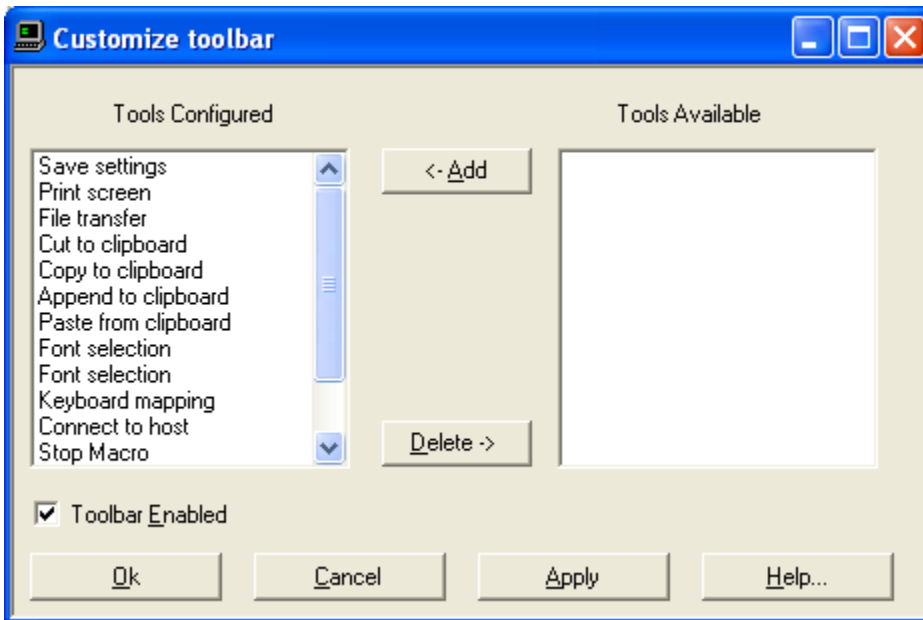 Customize toolbar
Tools Configured
Tools Available
Save settings
Print screen
File transfer
Cut to clipboard
Copy to clipboard
Append to clipboard
Paste from clipboard
Font selection
Font selection
Keyboard mapping
Connect to host
Stop Macro
<- Add
Delete ->
Toolbar Enabled
Ok
Cancel
Apply
Help...